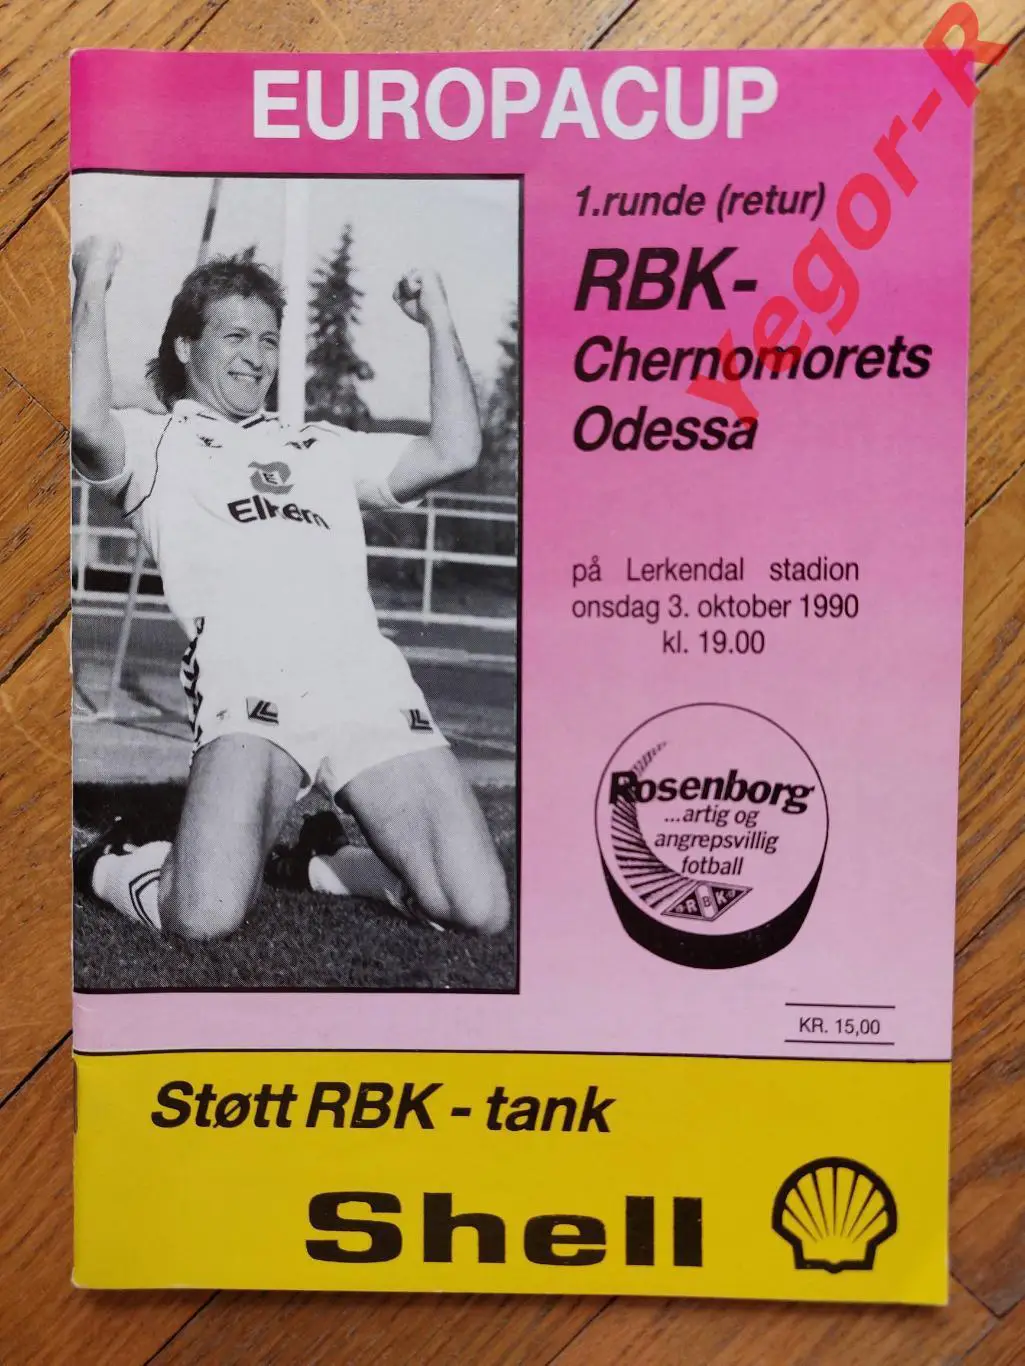 EUROPACUP
1.runde (retur)
RBK-
Chernomorets
Odessa
på Lerkendal stadion
onsdag 3. oktober 1990
kl. 19.00
Elkem
Rosenborg
...artig og
angrepsvillig
fotball
RBK
KR. 15,00
Støtt RBK - tank
Shell
Yegor-R